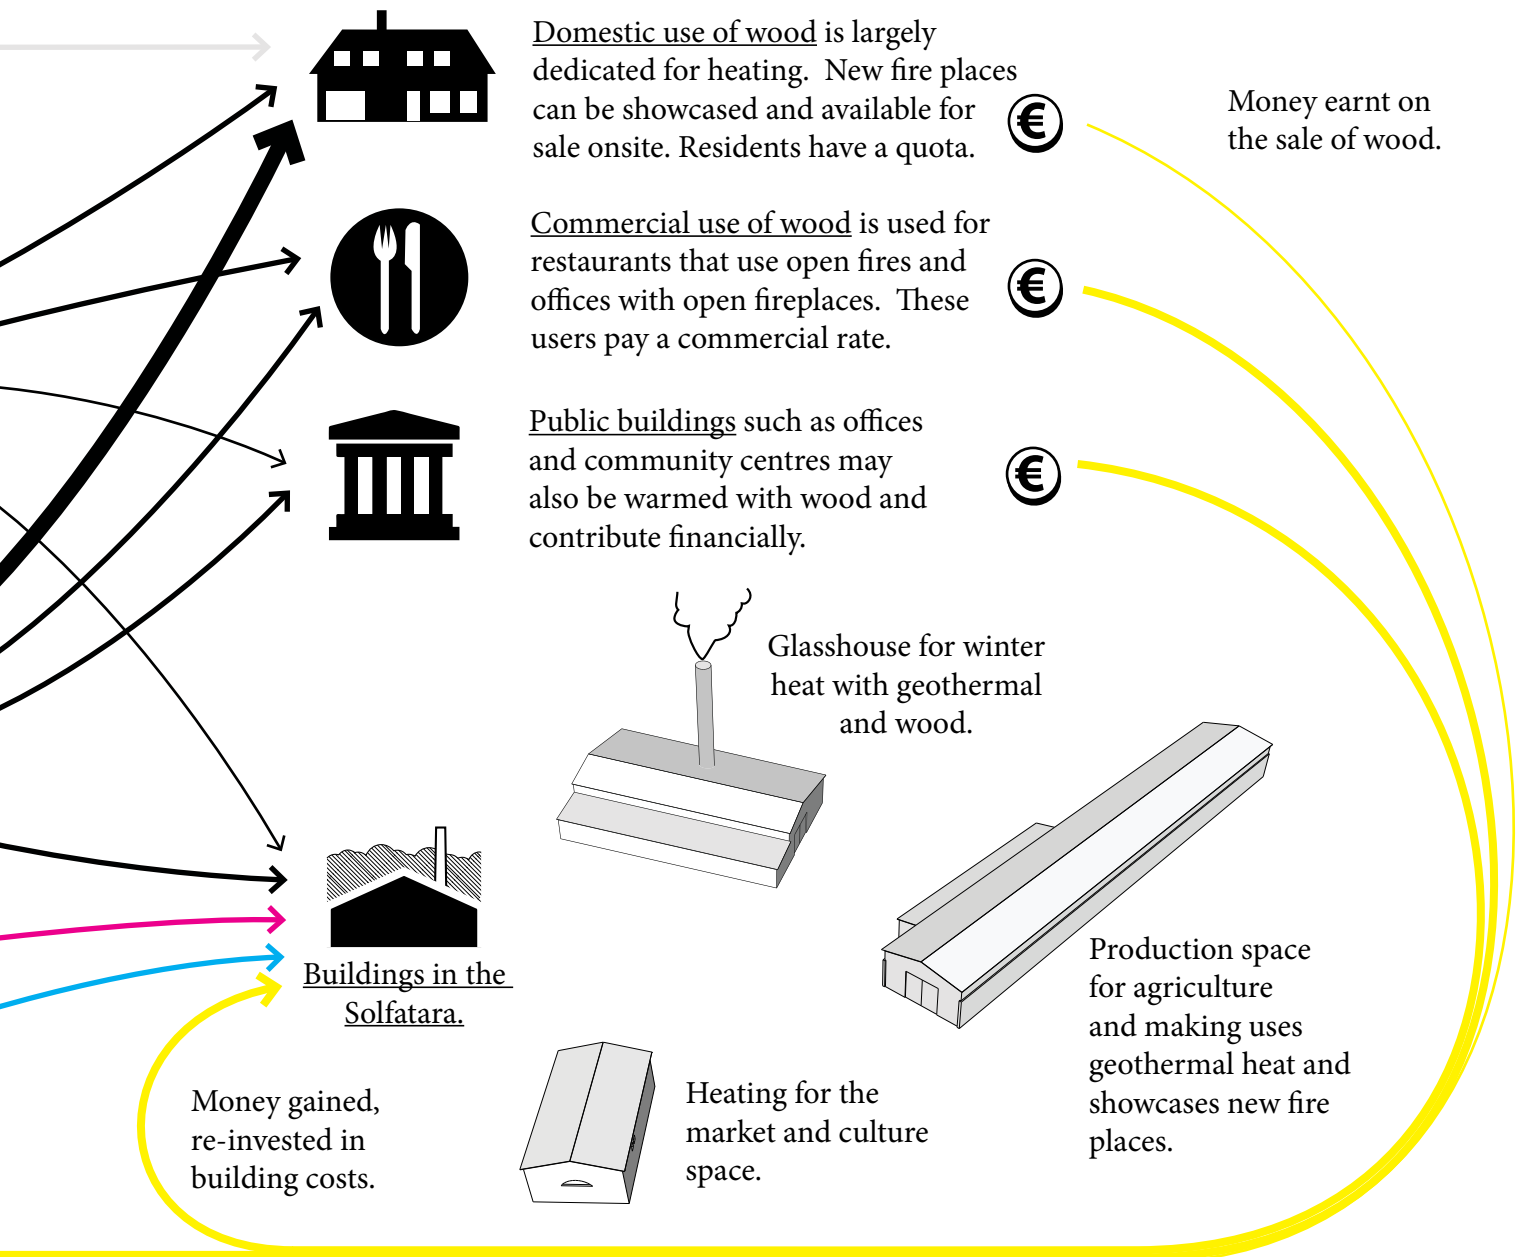 Domestic use of wood is largely
dedicated for heating.  New fire places
can be showcased and available for
sale onsite. Residents have a quota.
€
Money earnt on
the sale of wood.
Commercial use of wood is used for
restaurants that use open fires and
offices with open fireplaces.  These
users pay a commercial rate.
€
Public buildings such as offices
and community centres may
also be warmed with wood and
contribute financially.
€
Glasshouse for winter
heat with geothermal
and wood.
Production space
for agriculture
and making uses
geothermal heat and
showcases new fire
places.
Buildings in the
Solfatara.
Money gained,
re-invested in
building costs.
Heating for the
market and culture
space.